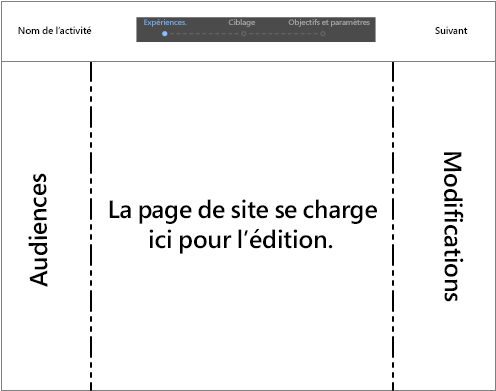 Nom de l'activité
Expériences.
Ciblage
Objectifs et paramètres
Suivant
Audiences
La page de site se charge
ici pour l'édition.
Modifications